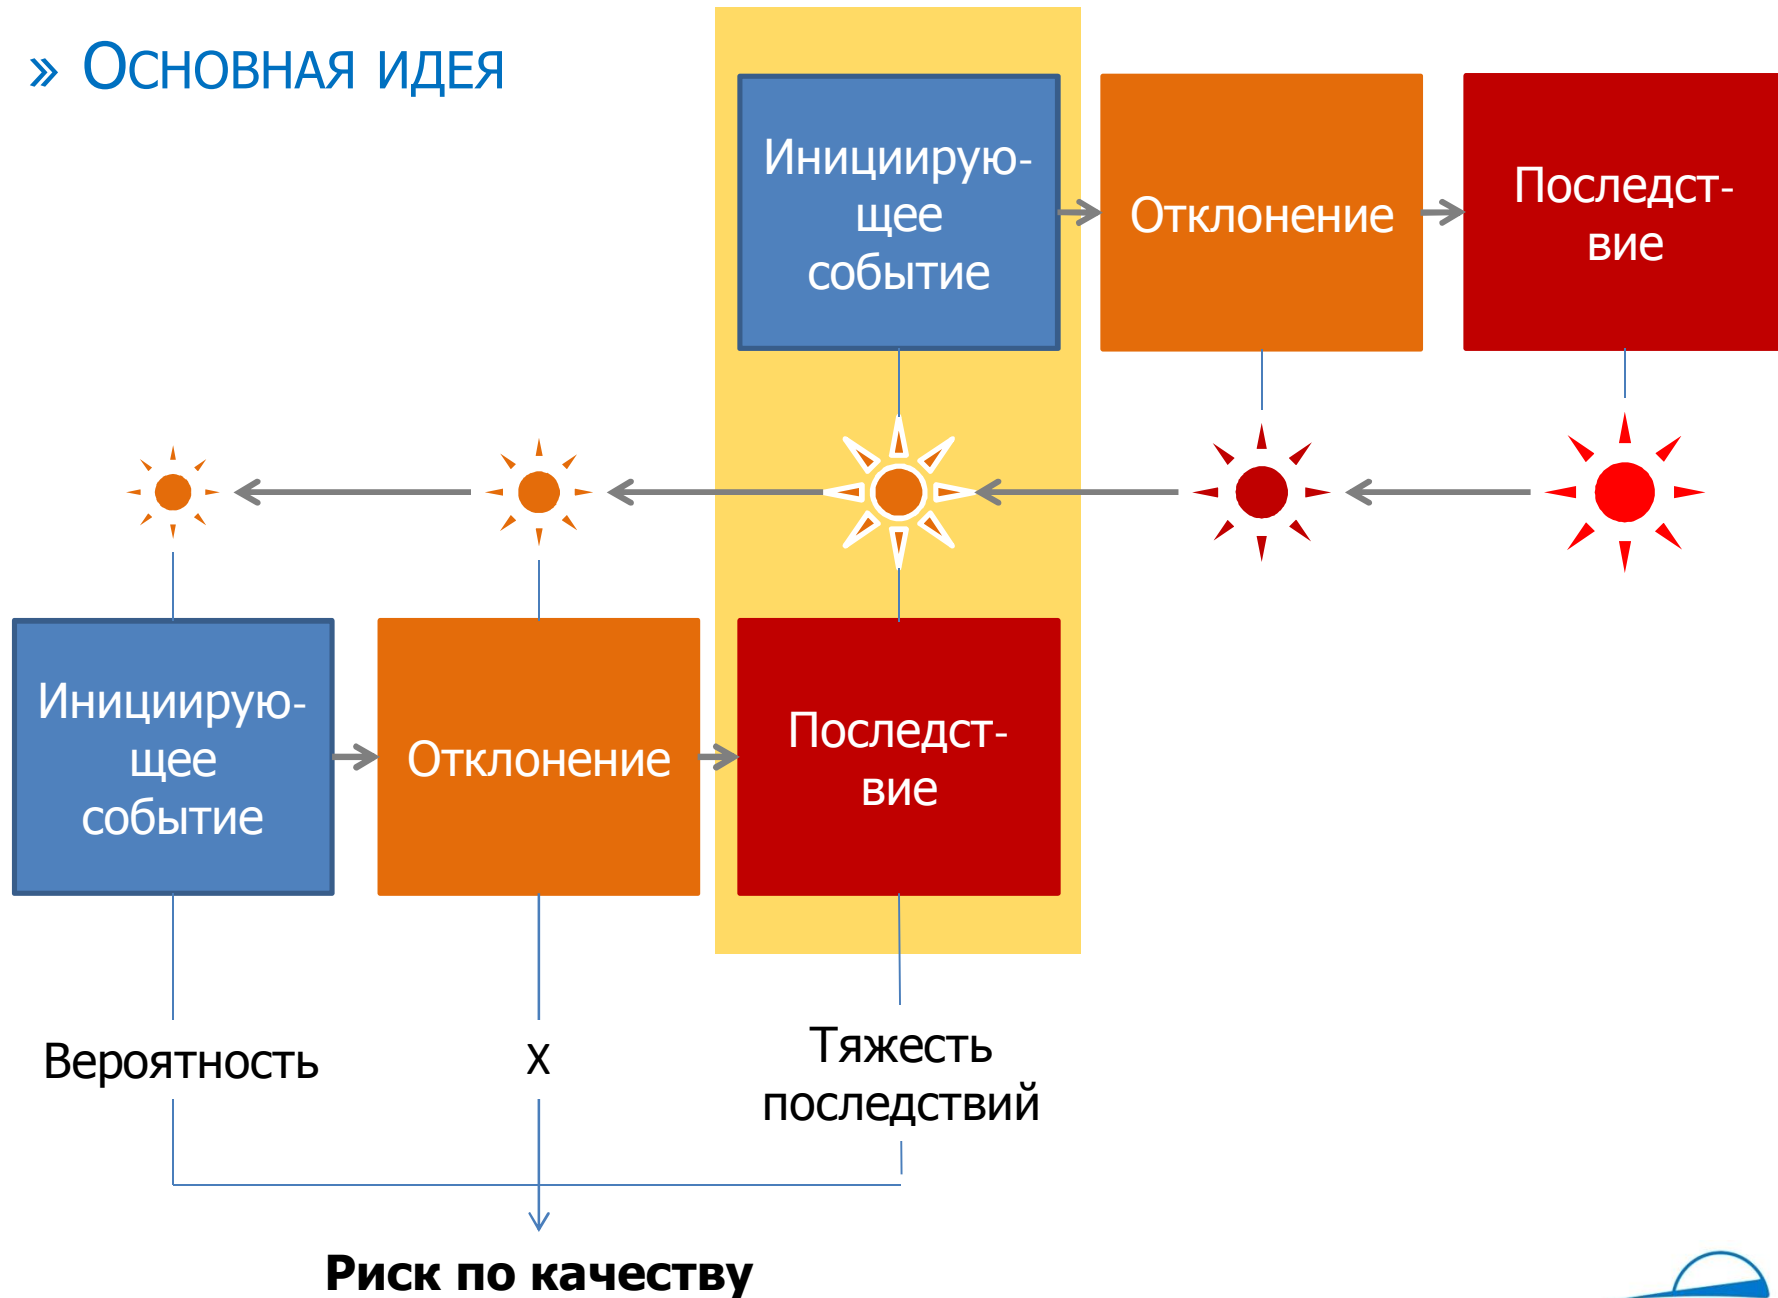 » Основная идея
Инициирую-
щее
событие
Отклонение
Последст-
вие
Инициирую-
щее
событие
Отклонение
Последст-
вие
Вероятность
X
Тяжесть
последствий
Риск по качеству